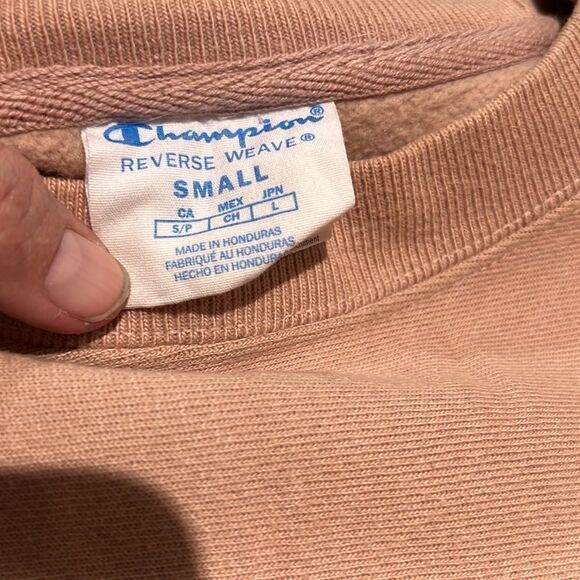 Champion®
REVERSE WEAVE®
SMALL
CA MEX JPN
S/P CH L
MADE IN HONDURAS
FABRIQUÉ AU HONDURAS
HECHO EN HONDURAS